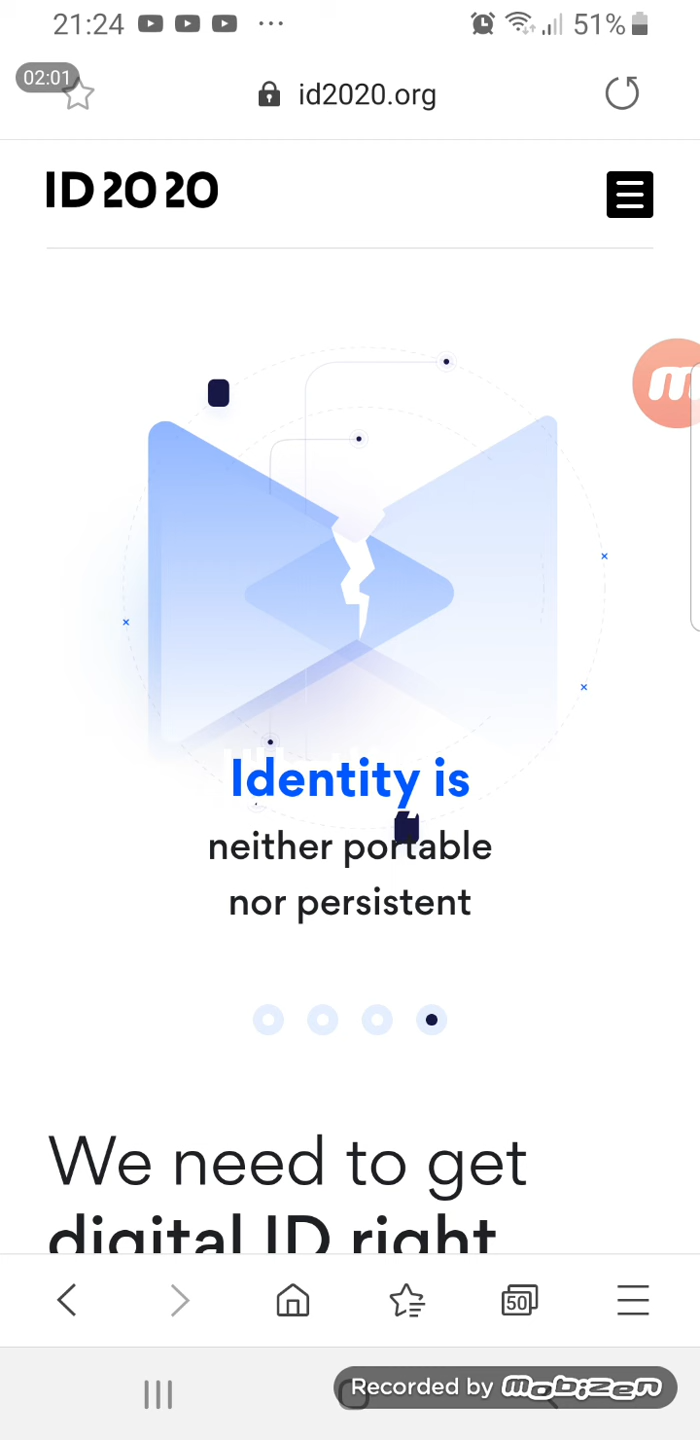 21:24
51%
02:01
id2020.org
ID2020
Identity is
neither portable
nor persistent
We need to get
digital ID right
50
Recorded by mobizen